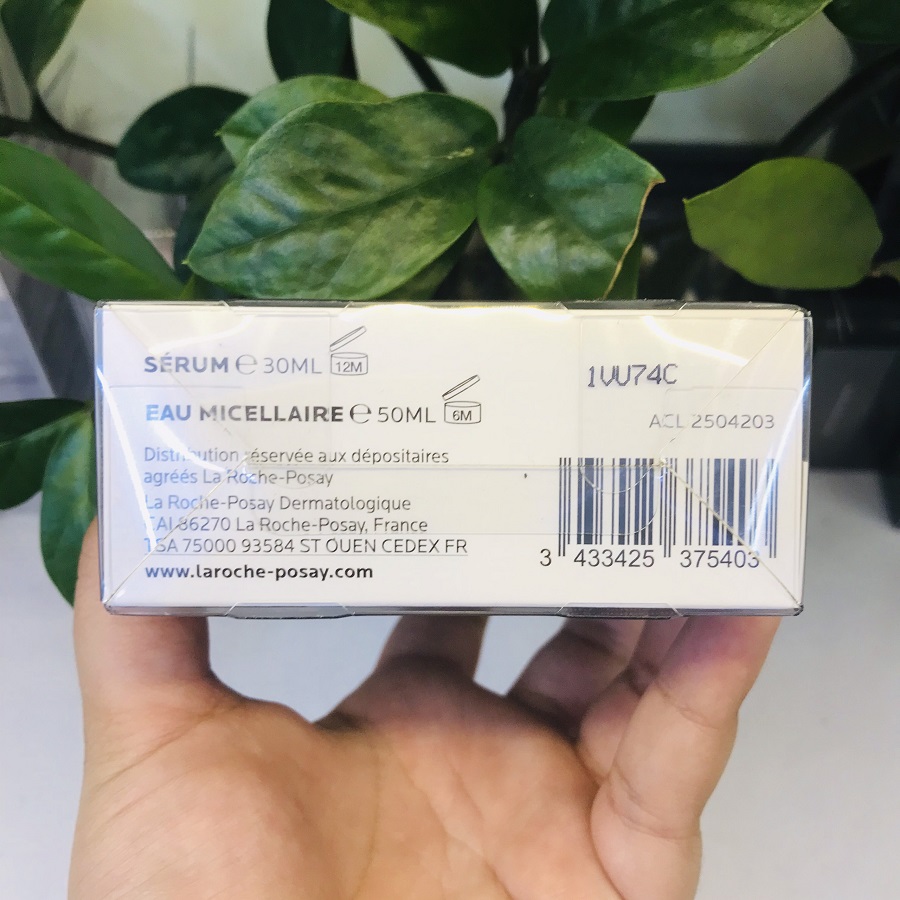 SÉRUM ℮ 30ML 12M
EAU MICELLAIRE ℮ 50ML 6M
Distribution réservée aux dépositaires
agréés La Roche-Posay
La Roche-Posay Dermatologique
CAI 86270 La Roche-Posay, France
TSA 75000 93584 ST OUEN CEDEX FR
www.laroche-posay.com
1VU74C
ACL 2504203
3 433425 375403